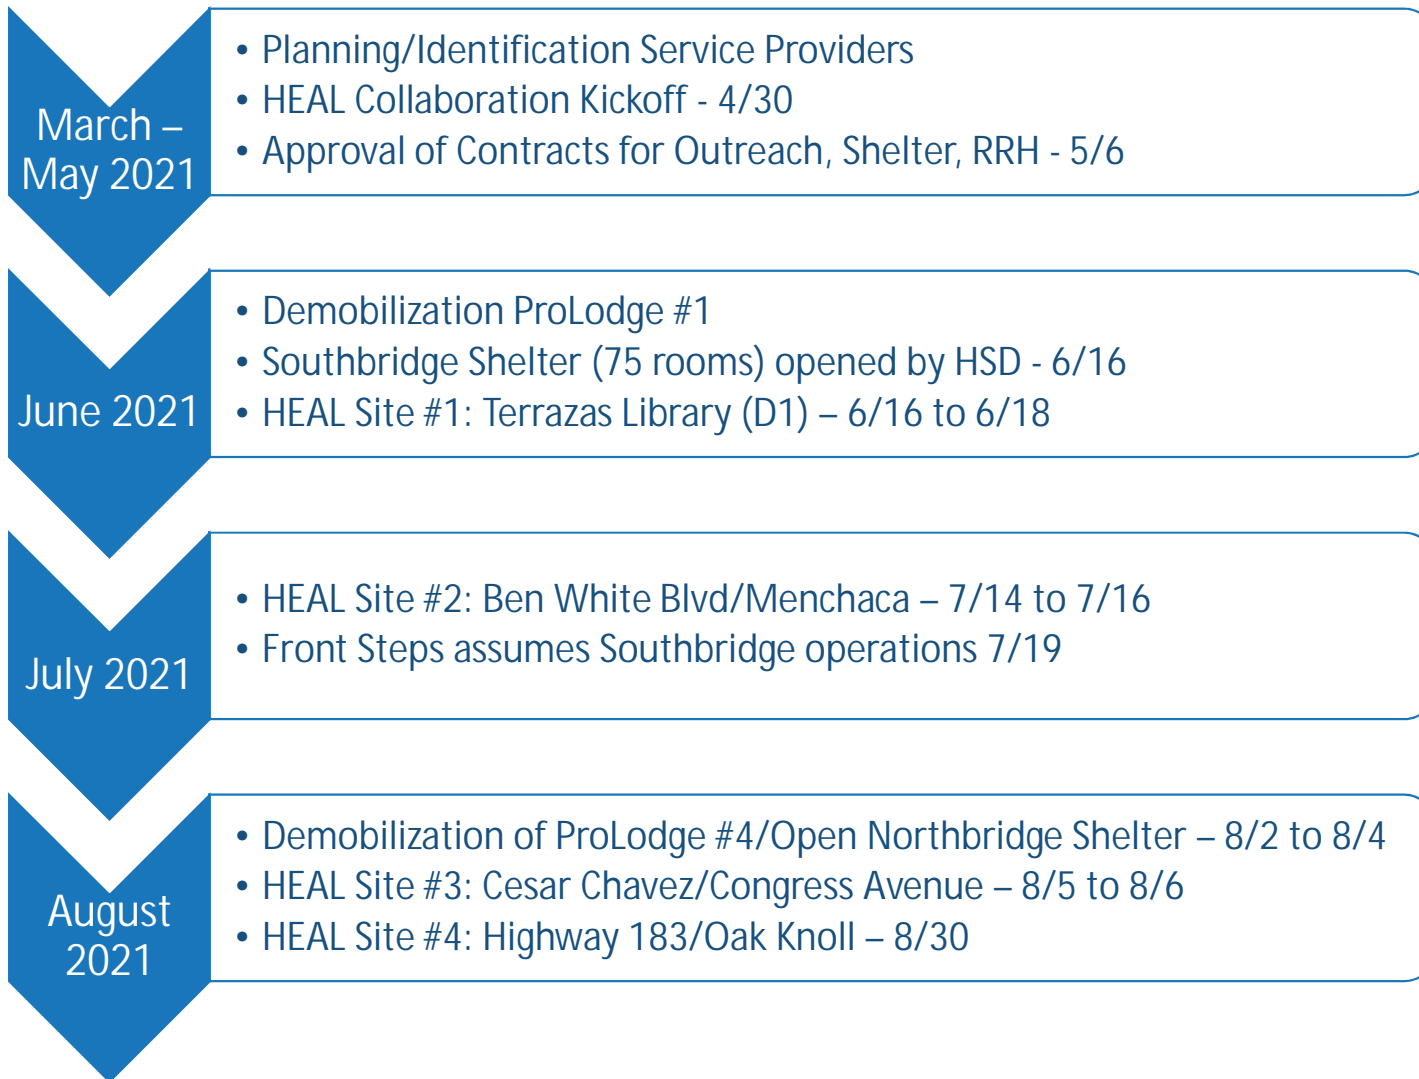 March –
May 2021
• Planning/Identification Service Providers
• HEAL Collaboration Kickoff - 4/30
• Approval of Contracts for Outreach, Shelter, RRH - 5/6
June 2021
• Demobilization ProLodge #1
• Southbridge Shelter (75 rooms) opened by HSD - 6/16
• HEAL Site #1: Terrazas Library (D1) – 6/16 to 6/18
July 2021
• HEAL Site #2: Ben White Blvd/Menchaca – 7/14 to 7/16
• Front Steps assumes Southbridge operations 7/19
August
2021
• Demobilization of ProLodge #4/Open Northbridge Shelter – 8/2 to 8/4
• HEAL Site #3: Cesar Chavez/Congress Avenue – 8/5 to 8/6
• HEAL Site #4: Highway 183/Oak Knoll – 8/30